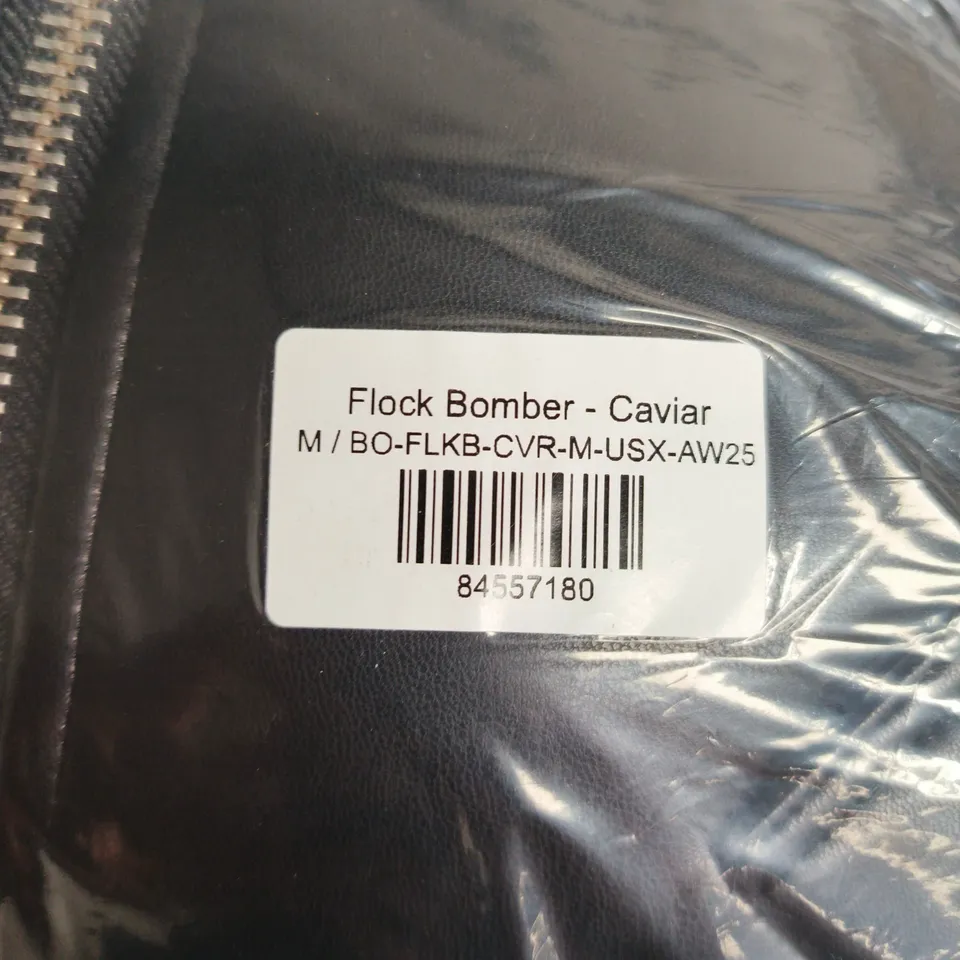 Flock Bomber - Caviar
M / BO-FLKB-CVR-M-USX-AW25
84557180